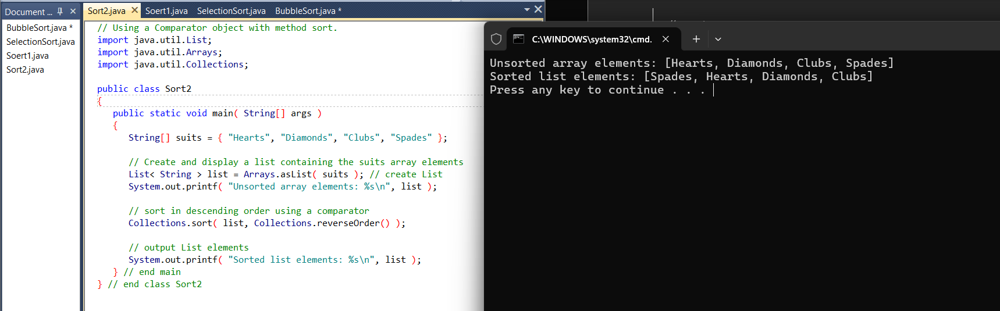 Document ...
BubbleSort.java *
SelectionSort.java
Soert1.java
Sort2.java
Sort2.java Soert1.java SelectionSort.java BubbleSort.java *
// Using a Comparator object with method sort.
import java.util.List;
import java.util.Arrays;
import java.util.Collections;
public class Sort2
{
public static void main( String[] args )
{
String[] suits = { "Hearts", "Diamonds", "Clubs", "Spades" };
// Create and display a list containing the suits array elements
List< String > list = Arrays.asList( suits ); // create List
System.out.printf( "Unsorted array elements: %s\n", list );
// sort in descending order using a comparator
Collections.sort( list, Collections.reverseOrder() );
// output List elements
System.out.printf( "Sorted list elements: %s\n", list );
} // end main
} // end class Sort2
C:\WINDOWS\system32\cmd.
Unsorted array elements: [Hearts, Diamonds, Clubs, Spades]
Sorted list elements: [Spades, Hearts, Diamonds, Clubs]
Press any key to continue . . .